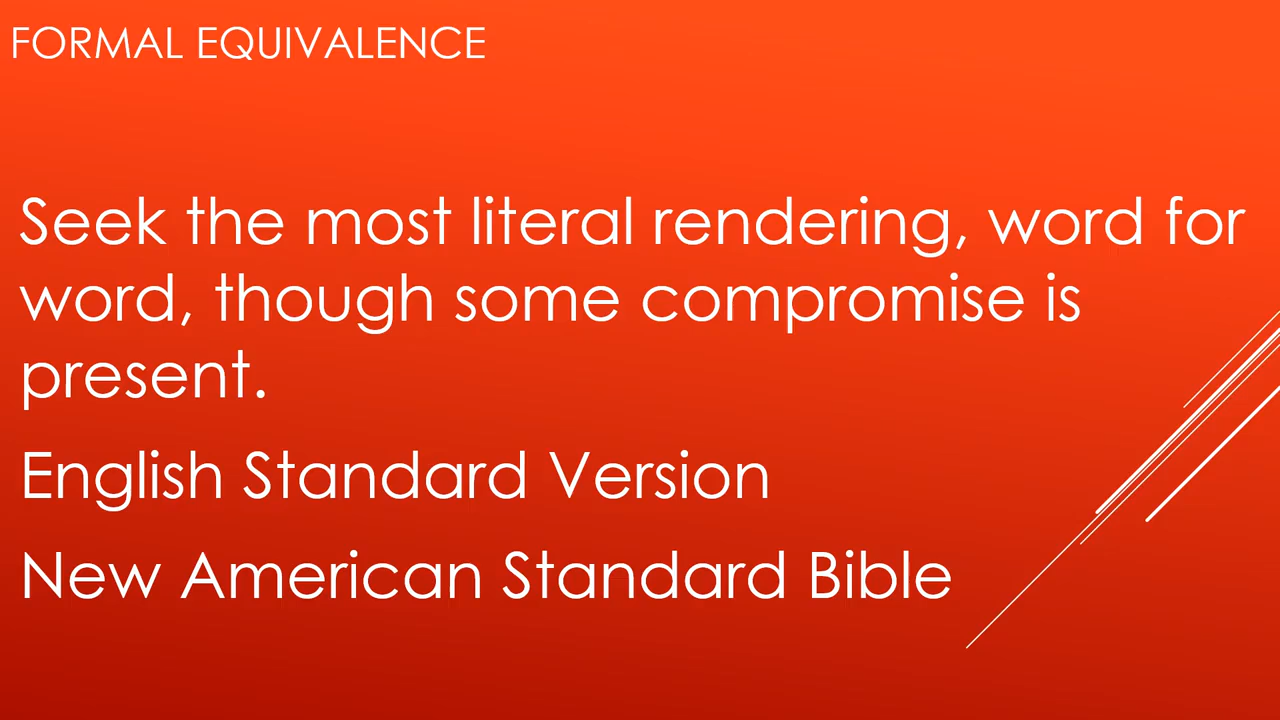 FORMAL EQUIVALENCE
Seek the most literal rendering, word for
word, though some compromise is
present.
English Standard Version
New American Standard Bible